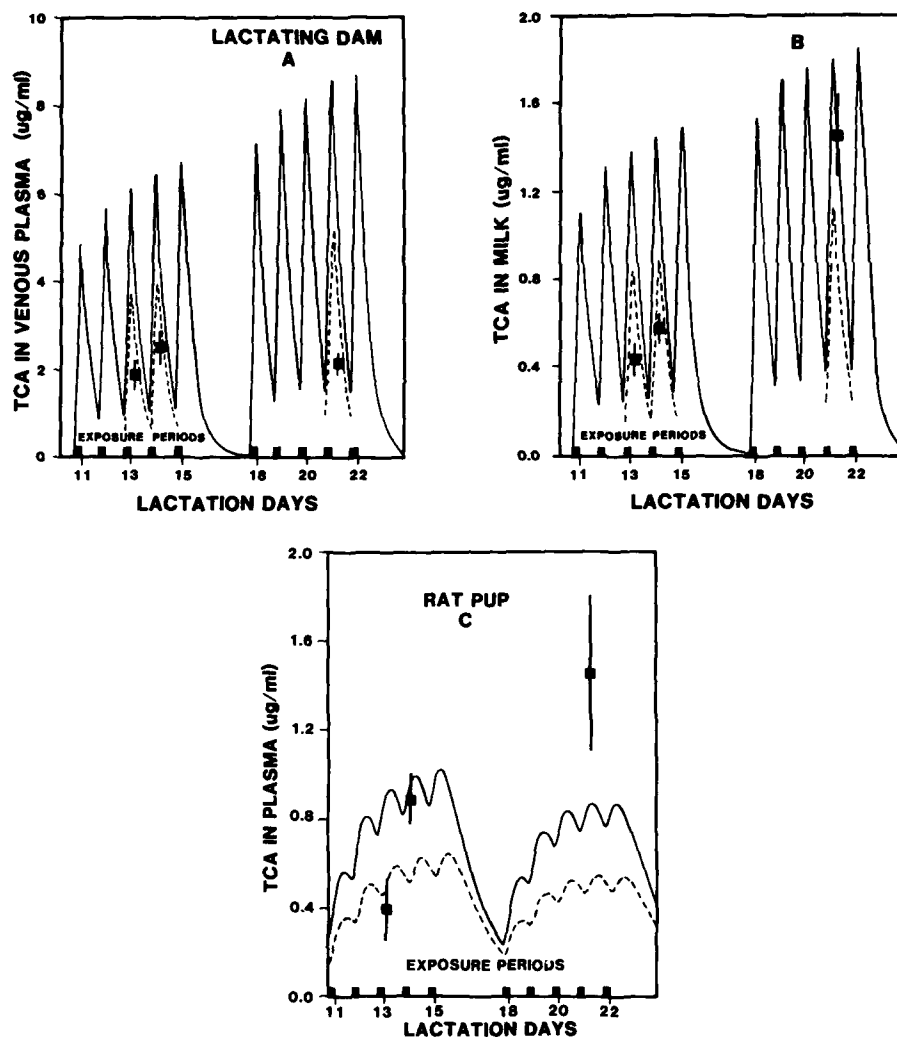 LACTATING DAM
A
TCA IN VENOUS PLASMA (ug/ml)
10
8
6
4
2
0
EXPOSURE PERIODS
11 13 15 18 20 22
LACTATION DAYS
B
TCA IN MILK (ug/ml)
2.0
1.6
1.2
0.8
0.4
0.0
EXPOSURE PERIODS
11 13 15 18 20 22
LACTATION DAYS
RAT PUP
C
TCA IN PLASMA (ug/ml)
2.0
1.6
1.2
0.8
0.4
0.0
EXPOSURE PERIODS
11 13 15 18 20 22
LACTATION DAYS